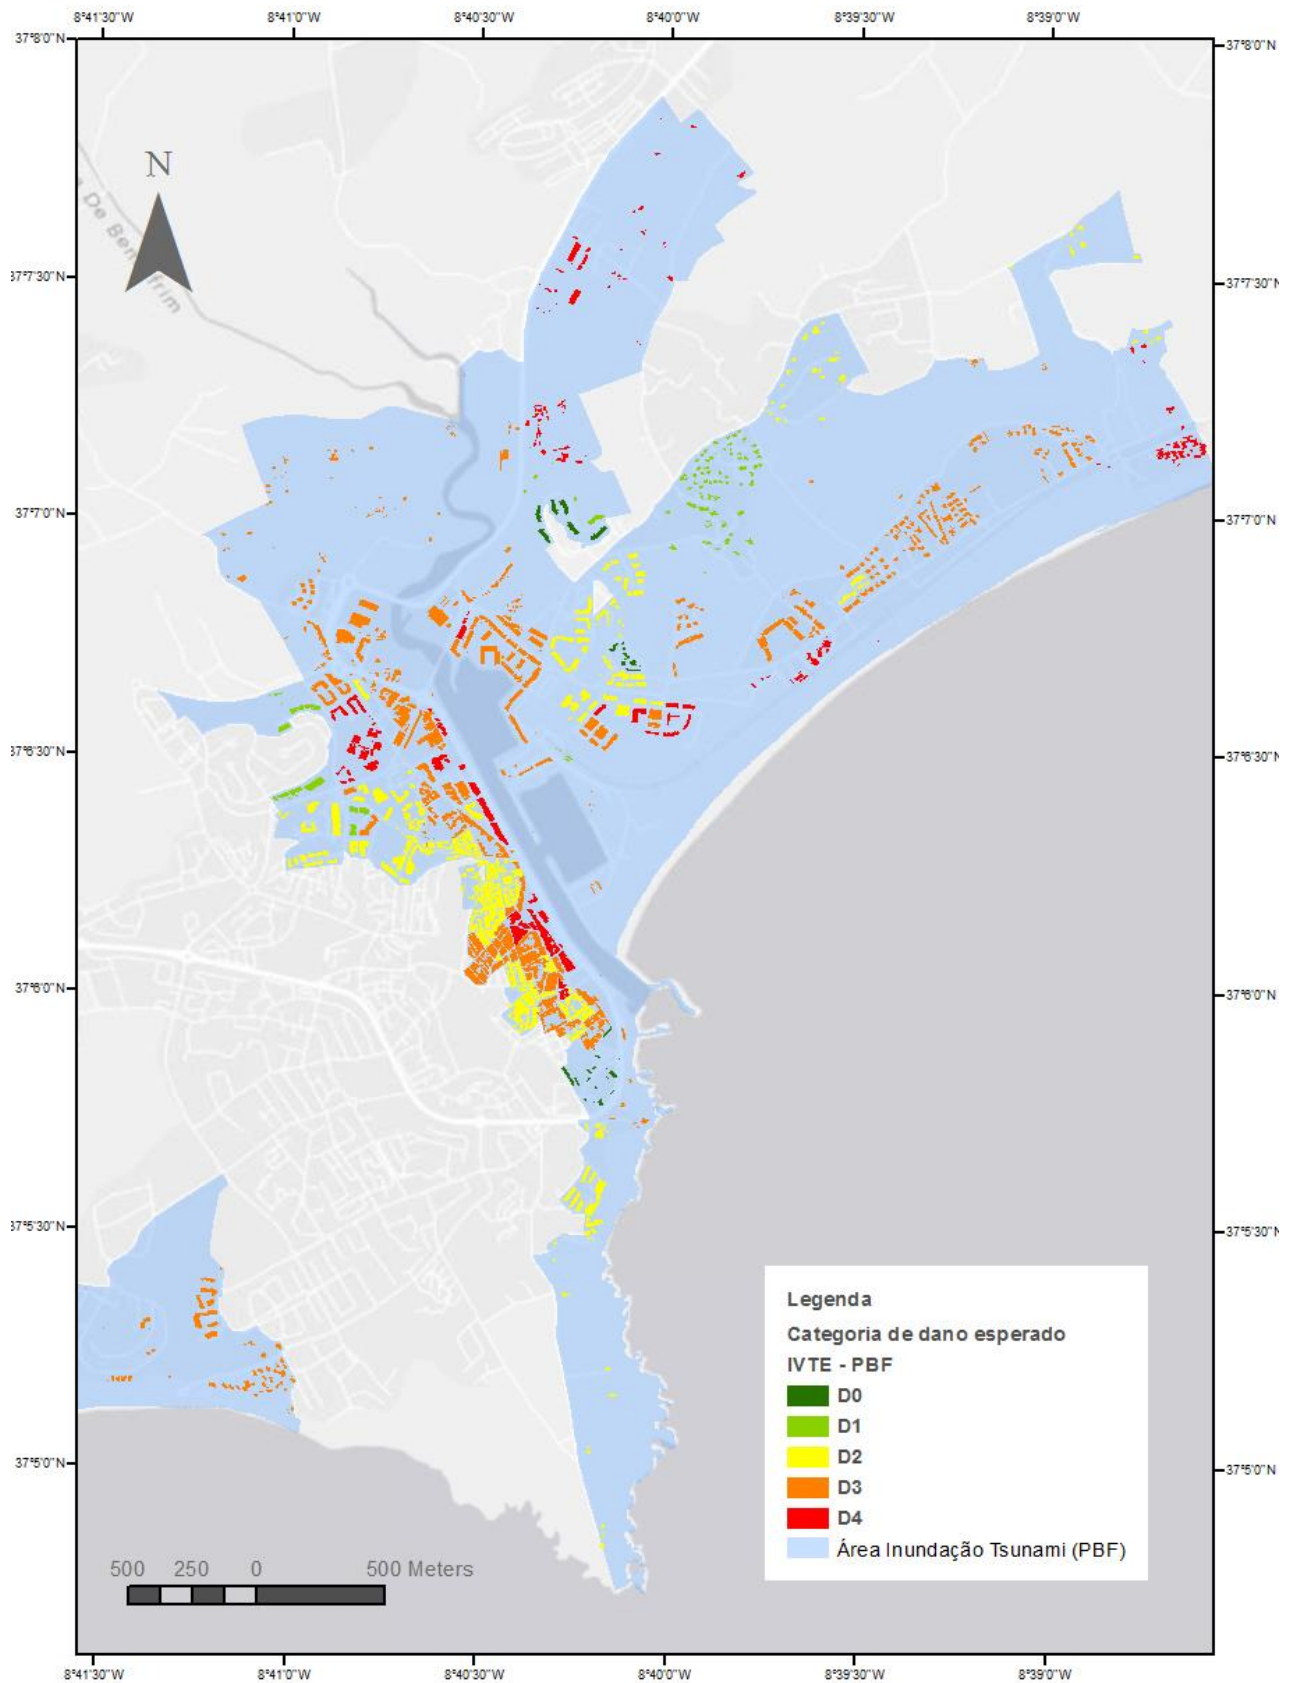 8°41'30"W 8°41'0"W 8°40'30"W 8°40'0"W 8°39'30"W 8°39'0"W
37°8'0"N 37°8'0"N
N
De Bensafrim
37°7'30"N 37°7'30"N
37°7'0"N 37°7'0"N
37°6'30"N 37°6'30"N
37°6'0"N 37°6'0"N
37°5'30"N 37°5'30"N
Legenda
Categoria de dano esperado
IVTE - PBF
D0
D1
D2
D3
D4
Área Inundação Tsunami (PBF)
37°5'0"N 37°5'0"N
500 250 0 500 Meters
8°41'30"W 8°41'0"W 8°40'30"W 8°40'0"W 8°39'30"W 8°39'0"W